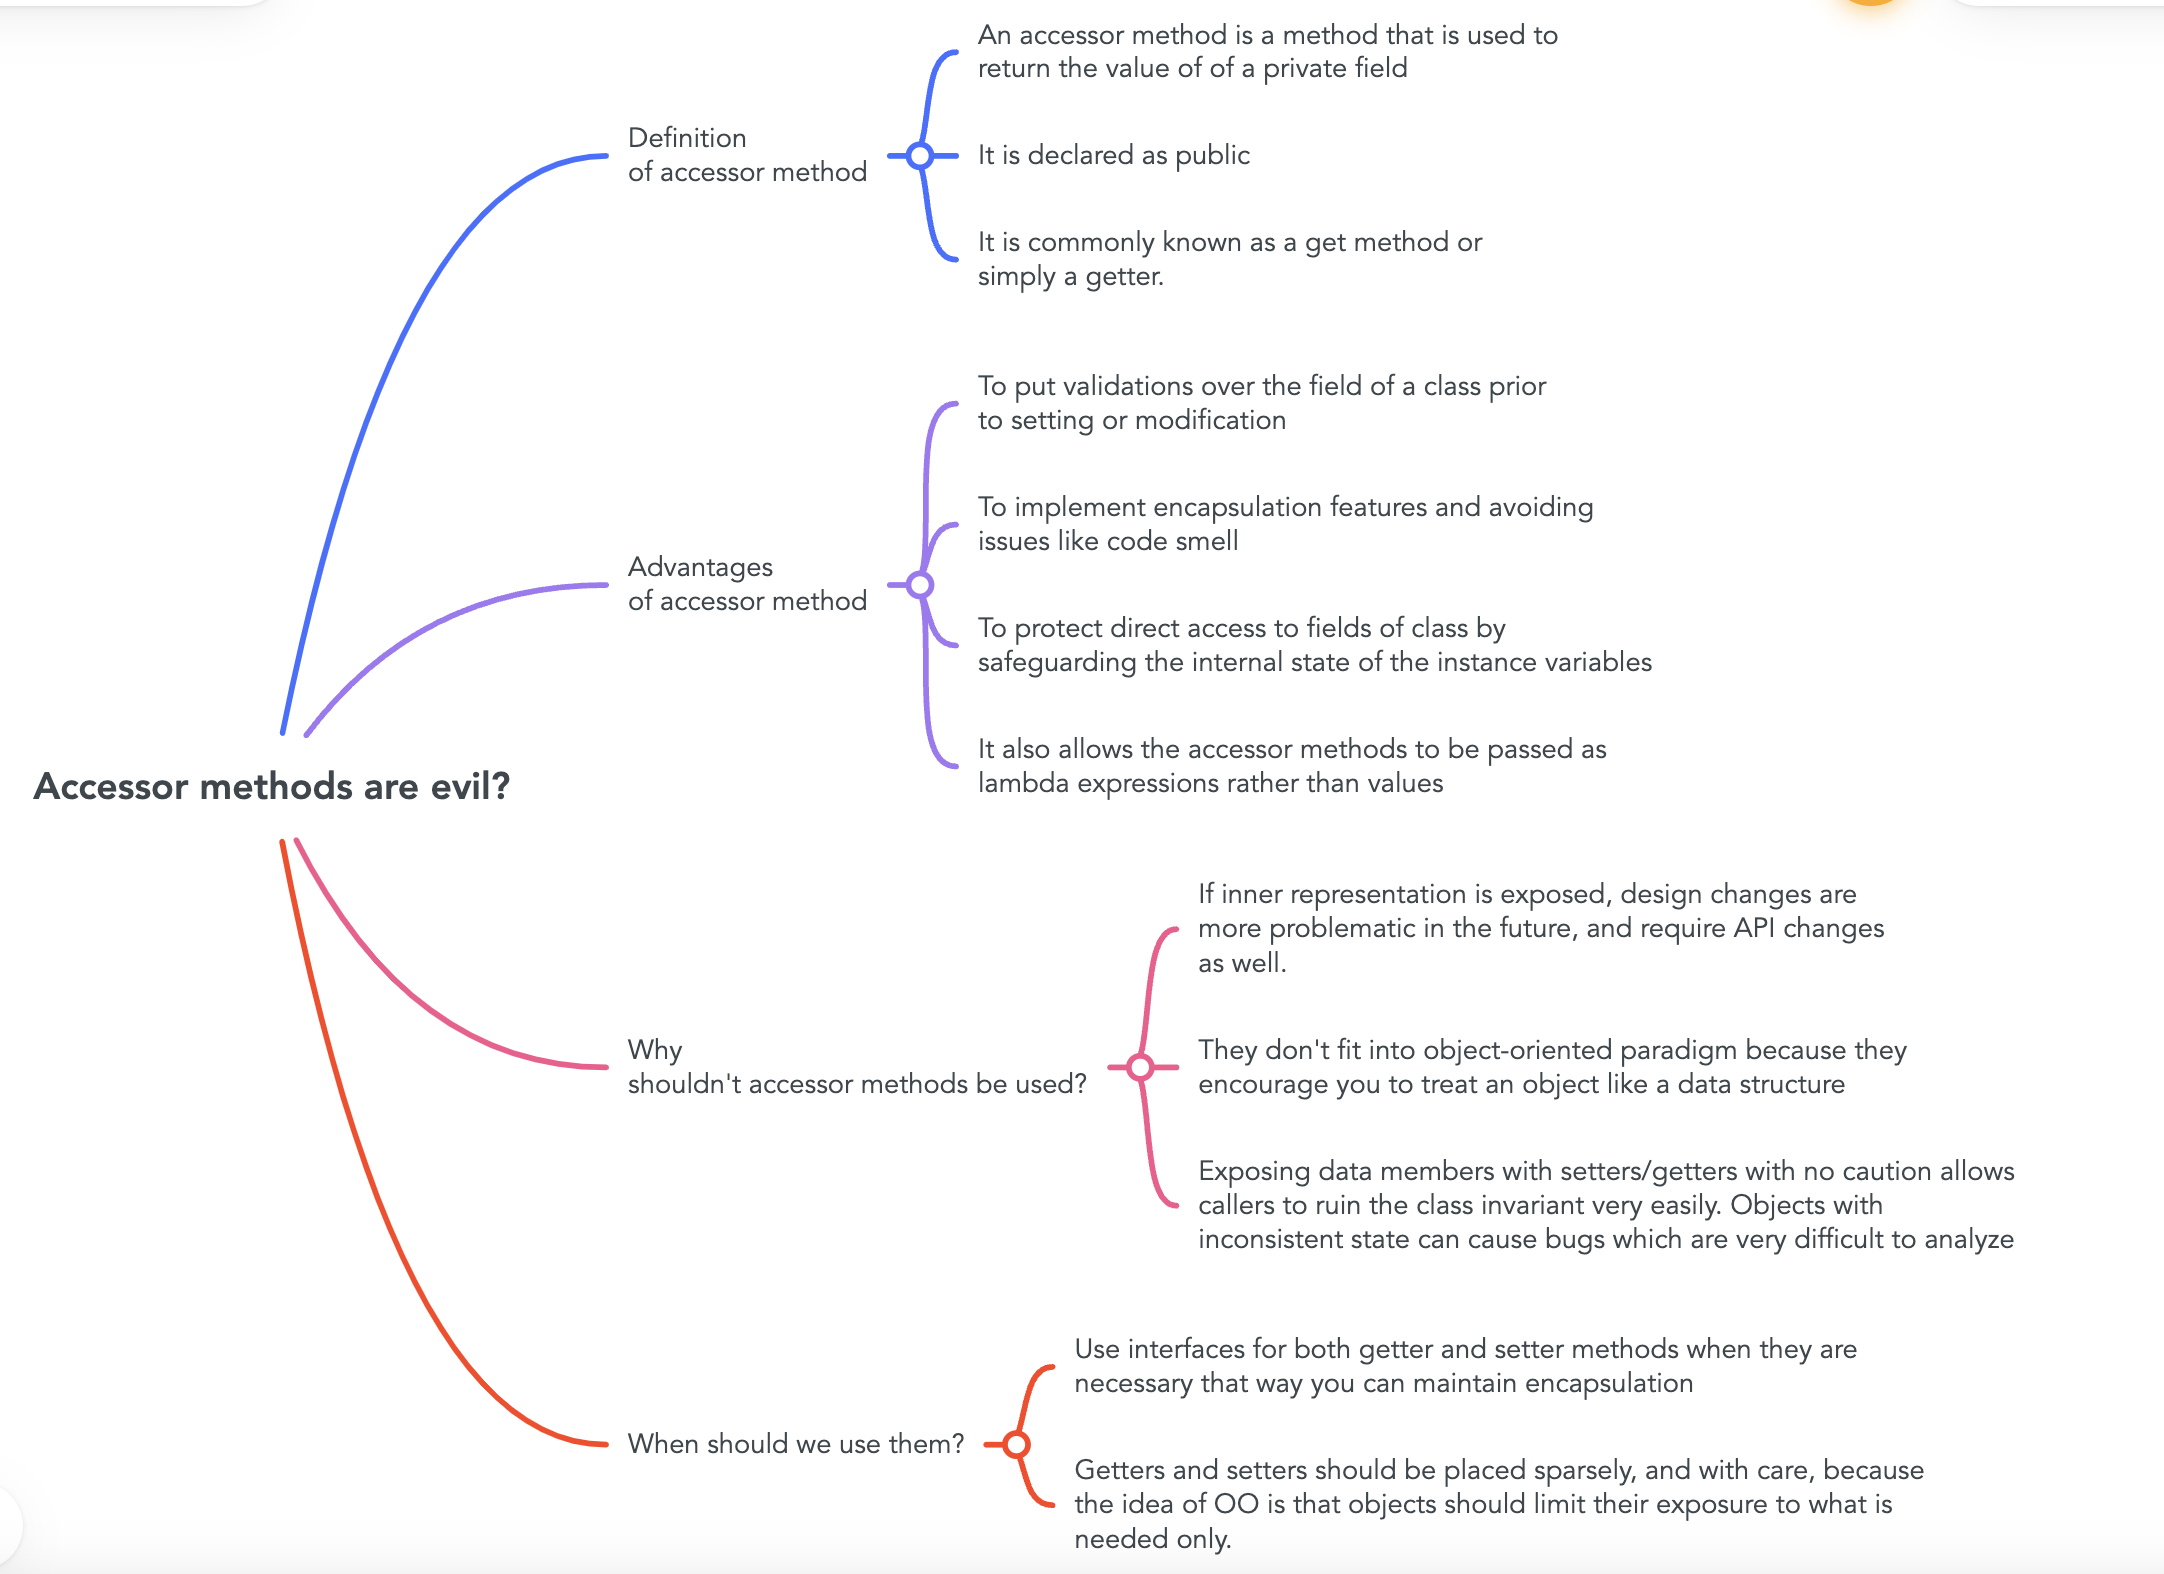 An accessor method is a method that is used to
return the value of of a private field
Definition
of accessor method
It is declared as public
It is commonly known as a get method or
simply a getter.
To put validations over the field of a class prior
to setting or modification
To implement encapsulation features and avoiding
issues like code smell
Advantages
of accessor method
To protect direct access to fields of class by
safeguarding the internal state of the instance variables
It also allows the accessor methods to be passed as
lambda expressions rather than values
Accessor methods are evil?
If inner representation is exposed, design changes are
more problematic in the future, and require API changes
as well.
Why
shouldn't accessor methods be used?
They don't fit into object-oriented paradigm because they
encourage you to treat an object like a data structure
Exposing data members with setters/getters with no caution allows
callers to ruin the class invariant very easily. Objects with
inconsistent state can cause bugs which are very difficult to analyze
Use interfaces for both getter and setter methods when they are
necessary that way you can maintain encapsulation
When should we use them?
Getters and setters should be placed sparsely, and with care, because
the idea of OO is that objects should limit their exposure to what is
needed only.